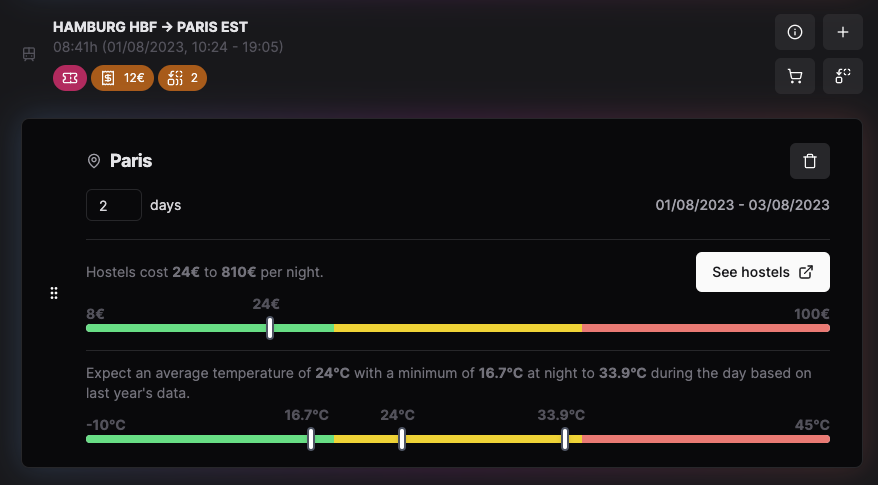 HAMBURG HBF → PARIS EST
08:41h (01/08/2023, 10:24 - 19:05)
12€ 2
Paris
2 days
01/08/2023 - 03/08/2023
Hostels cost 24€ to 810€ per night.
See hostels
24€
8€ 100€
Expect an average temperature of 24°C with a minimum of 16.7°C at night to 33.9°C during the day based on
last year's data.
16.7°C 24°C 33.9°C
-10°C 45°C